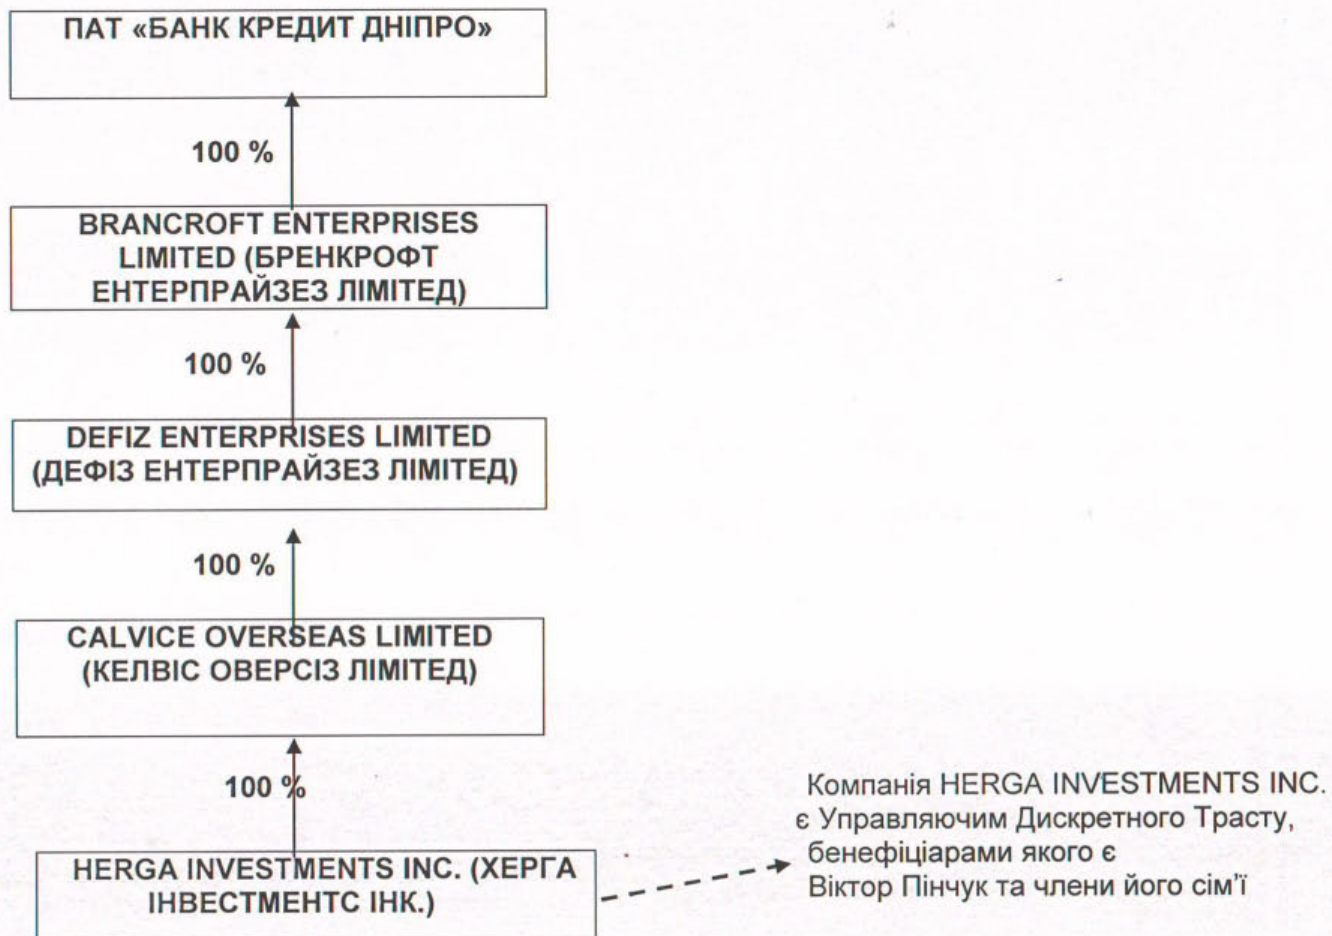 ПАТ «БАНК КРЕДИТ ДНІПРО»
100 %
BRANCROFT ENTERPRISES
LIMITED (БРЕНКРОФТ
ЕНТЕРПРАЙЗЕЗ ЛІМІТЕД)
100 %
DEFIZ ENTERPRISES LIMITED
(ДЕФІЗ ЕНТЕРПРАЙЗЕЗ ЛІМІТЕД)
100 %
CALVICE OVERSEAS LIMITED
(КЕЛВІС ОВЕРСІЗ ЛІМІТЕД)
100 %
HERGA INVESTMENTS INC. (ХЕРГА
ІНВЕСТМЕНТС ІНК.)
Компанія HERGA INVESTMENTS INC.
є Управляючим Дискретного Трасту,
бенефіціарами якого є
Віктор Пінчук та члени його сім'ї